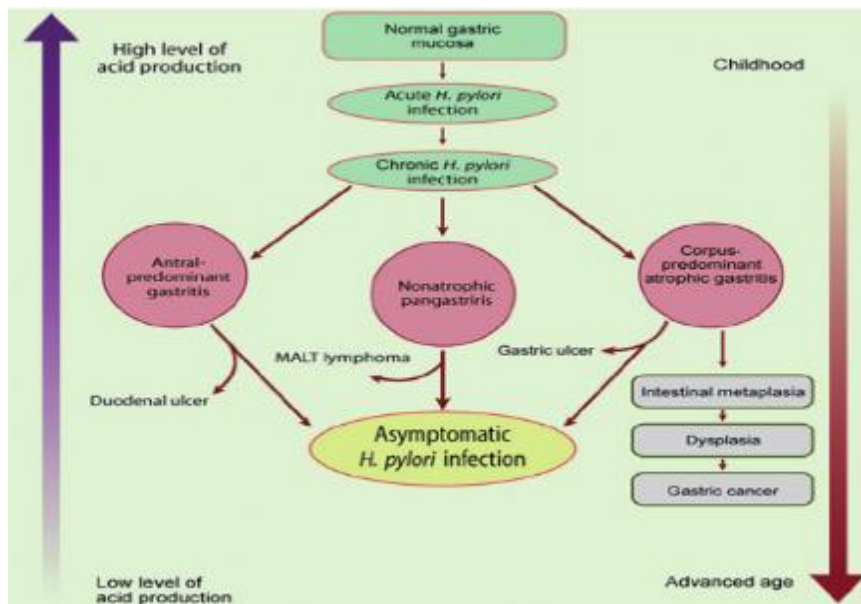 High level of
acid production
Normal gastric
mucosa
Childhood
Acute H. pylori
infection
Chronic H. pylori
infection
Antral-
predominant
gastritis
Nonatrophic
pangastriris
Corpus-
predominant
atrophic gastritis
Duodenal ulcer
MALT lymphoma
Gastric ulcer
Intestinal metaplasia
Asymptomatic
H. pylori infection
Dysplasia
Gastric cancer
Low level of
acid production
Advanced age